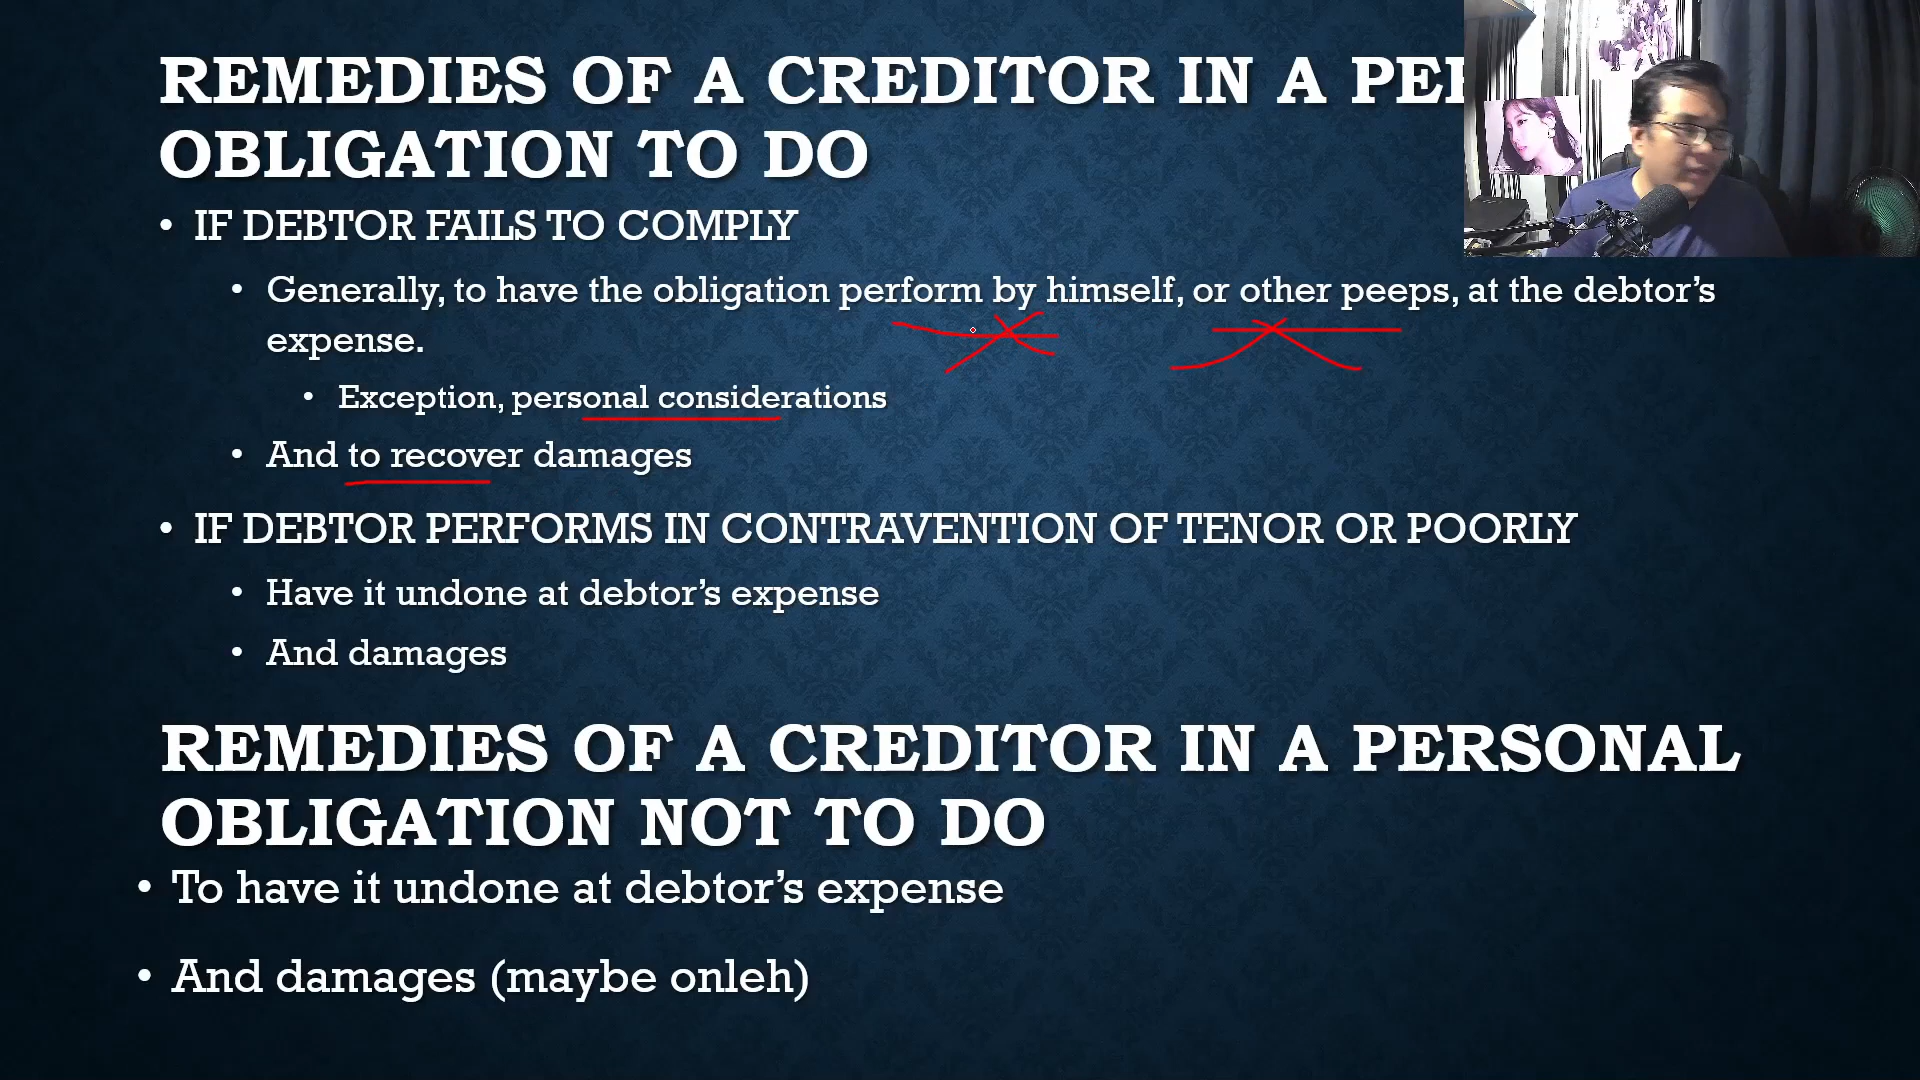 REMEDIES OF A CREDITOR IN A
OBLIGATION TO DO
• IF DEBTOR FAILS TO COMPLY
• Generally, to have the obligation perform by himself, or other peeps, at the debtor’s
expense.
• Exception, personal considerations
• And to recover damages
• IF DEBTOR PERFORMS IN CONTRAVENTION OF TENOR OR POORLY
• Have it undone at debtor’s expense
• And damages
REMEDIES OF A CREDITOR IN A PERSONAL
OBLIGATION NOT TO DO
• To have it undone at debtor’s expense
• And damages (maybe onleh)